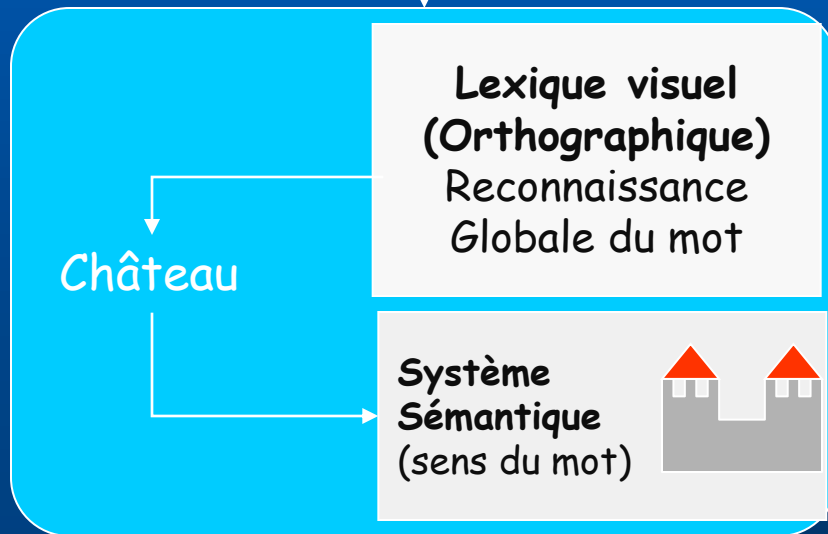 Lexique visuel
(Orthographique)
Reconnaissance
Globale du mot
Château
Système
Sémantique
(sens du mot)